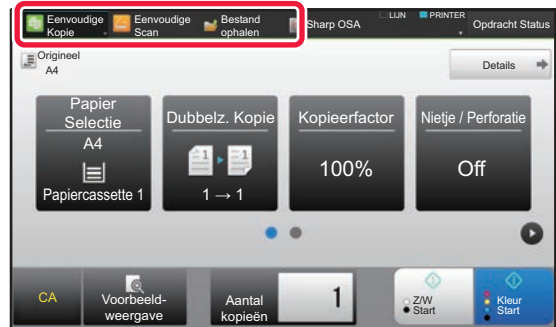 Eenvoudige
Kopie
Eenvoudige
Scan
Bestand
ophalen
Sharp OSA
LIJN
PRINTER
Opdracht Status
Origineel
A4
Details
Papier
Selectie
A4
Papiercassette 1
Dubbelz. Kopie
1 1
1 → 1
Kopieerfactor
100%
Nietje / Perforatie
Off
CA
Voorbeeld-
weergave
Aantal
kopieën
1
Z/W
Start
Kleur
Start